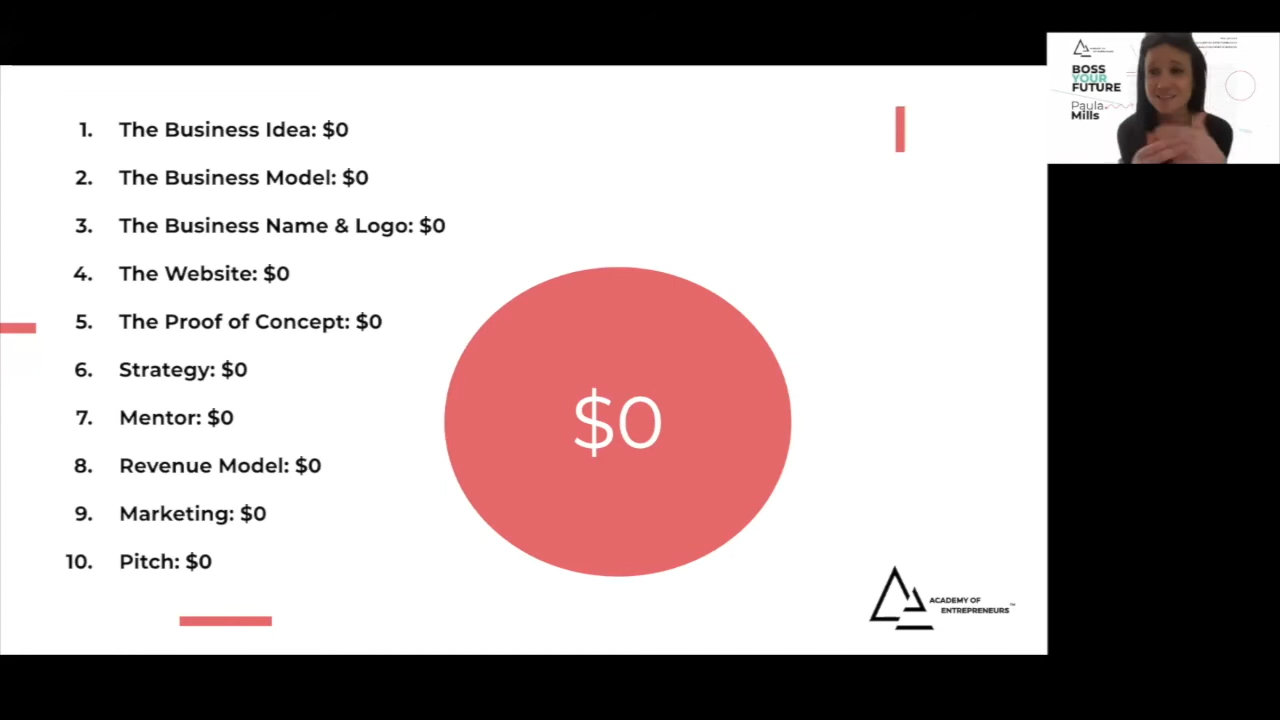 1. The Business Idea: $0
2. The Business Model: $0
3. The Business Name & Logo: $0
4. The Website: $0
5. The Proof of Concept: $0
6. Strategy: $0
7. Mentor: $0
8. Revenue Model: $0
9. Marketing: $0
10. Pitch: $0
$0
ACADEMY OF
ENTREPRENEURS™
BOSS
YOUR
FUTURE
Paula
Mills